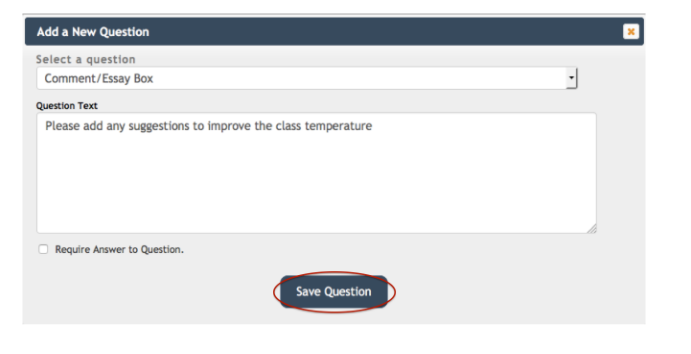 Add a New Question
Select a question
Comment/Essay Box
Question Text
Please add any suggestions to improve the class temperature
Require Answer to Question.
Save Question